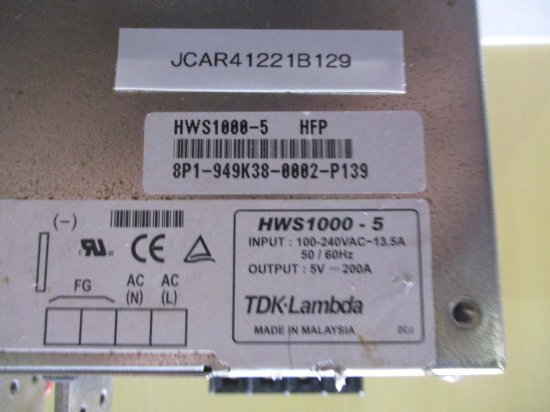 JCAR41221B129
HWS1000-5 HFP
8P1-949K38-0002-P139
(-)
FG
AC
(N)
AC
(L)
HWS1000 - 5
INPUT : 100-240VAC~13.5A
50 / 60Hz
OUTPUT : 5V ⎓ 200A
TDK-Lambda
MADE IN MALAYSIA